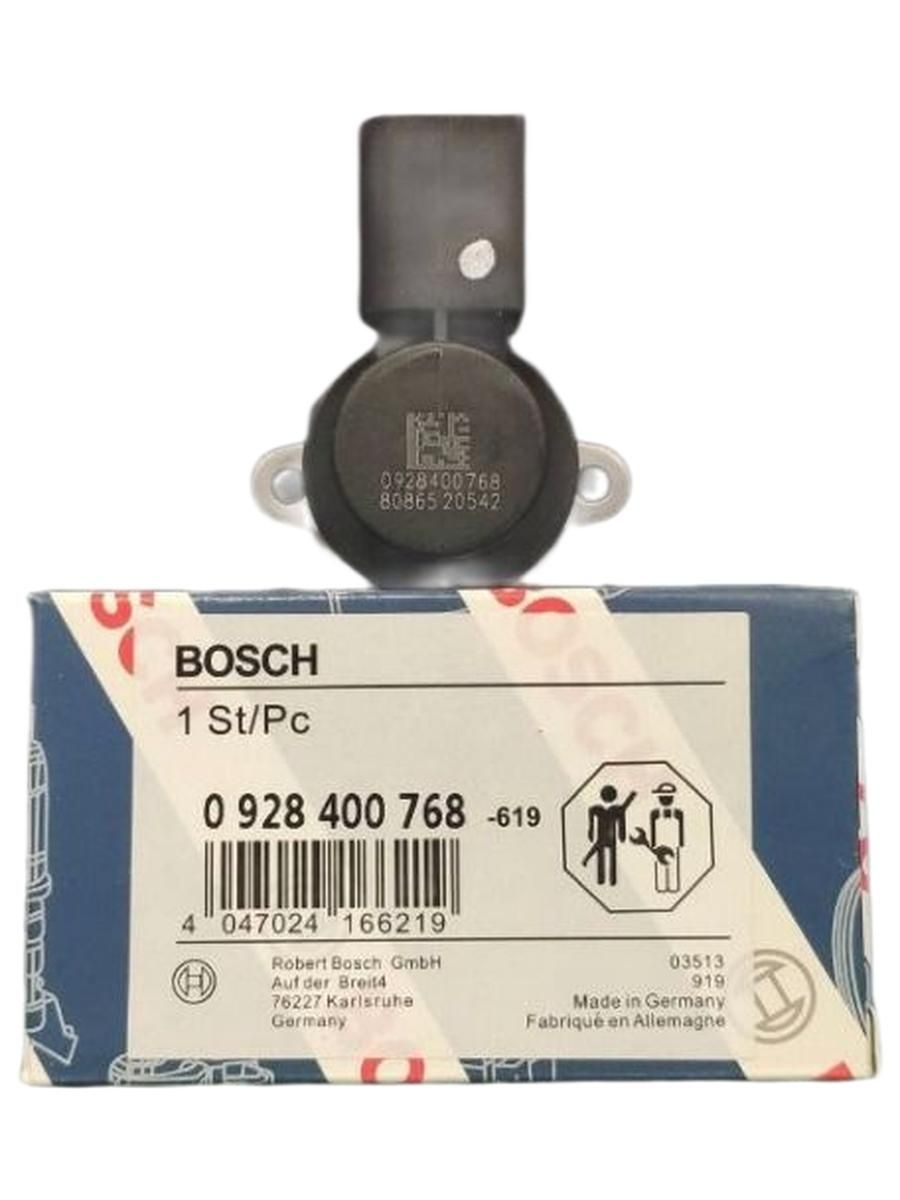 0928400768
80865 20542
BOSCH
BOSCH
1 St/Pc
0 928 400 768 -619
4 047024 166219
Robert Bosch GmbH
Auf der Breit4
76227 Karlsruhe
Germany
03513
919
Made in Germany
Fabriqué en Allemagne